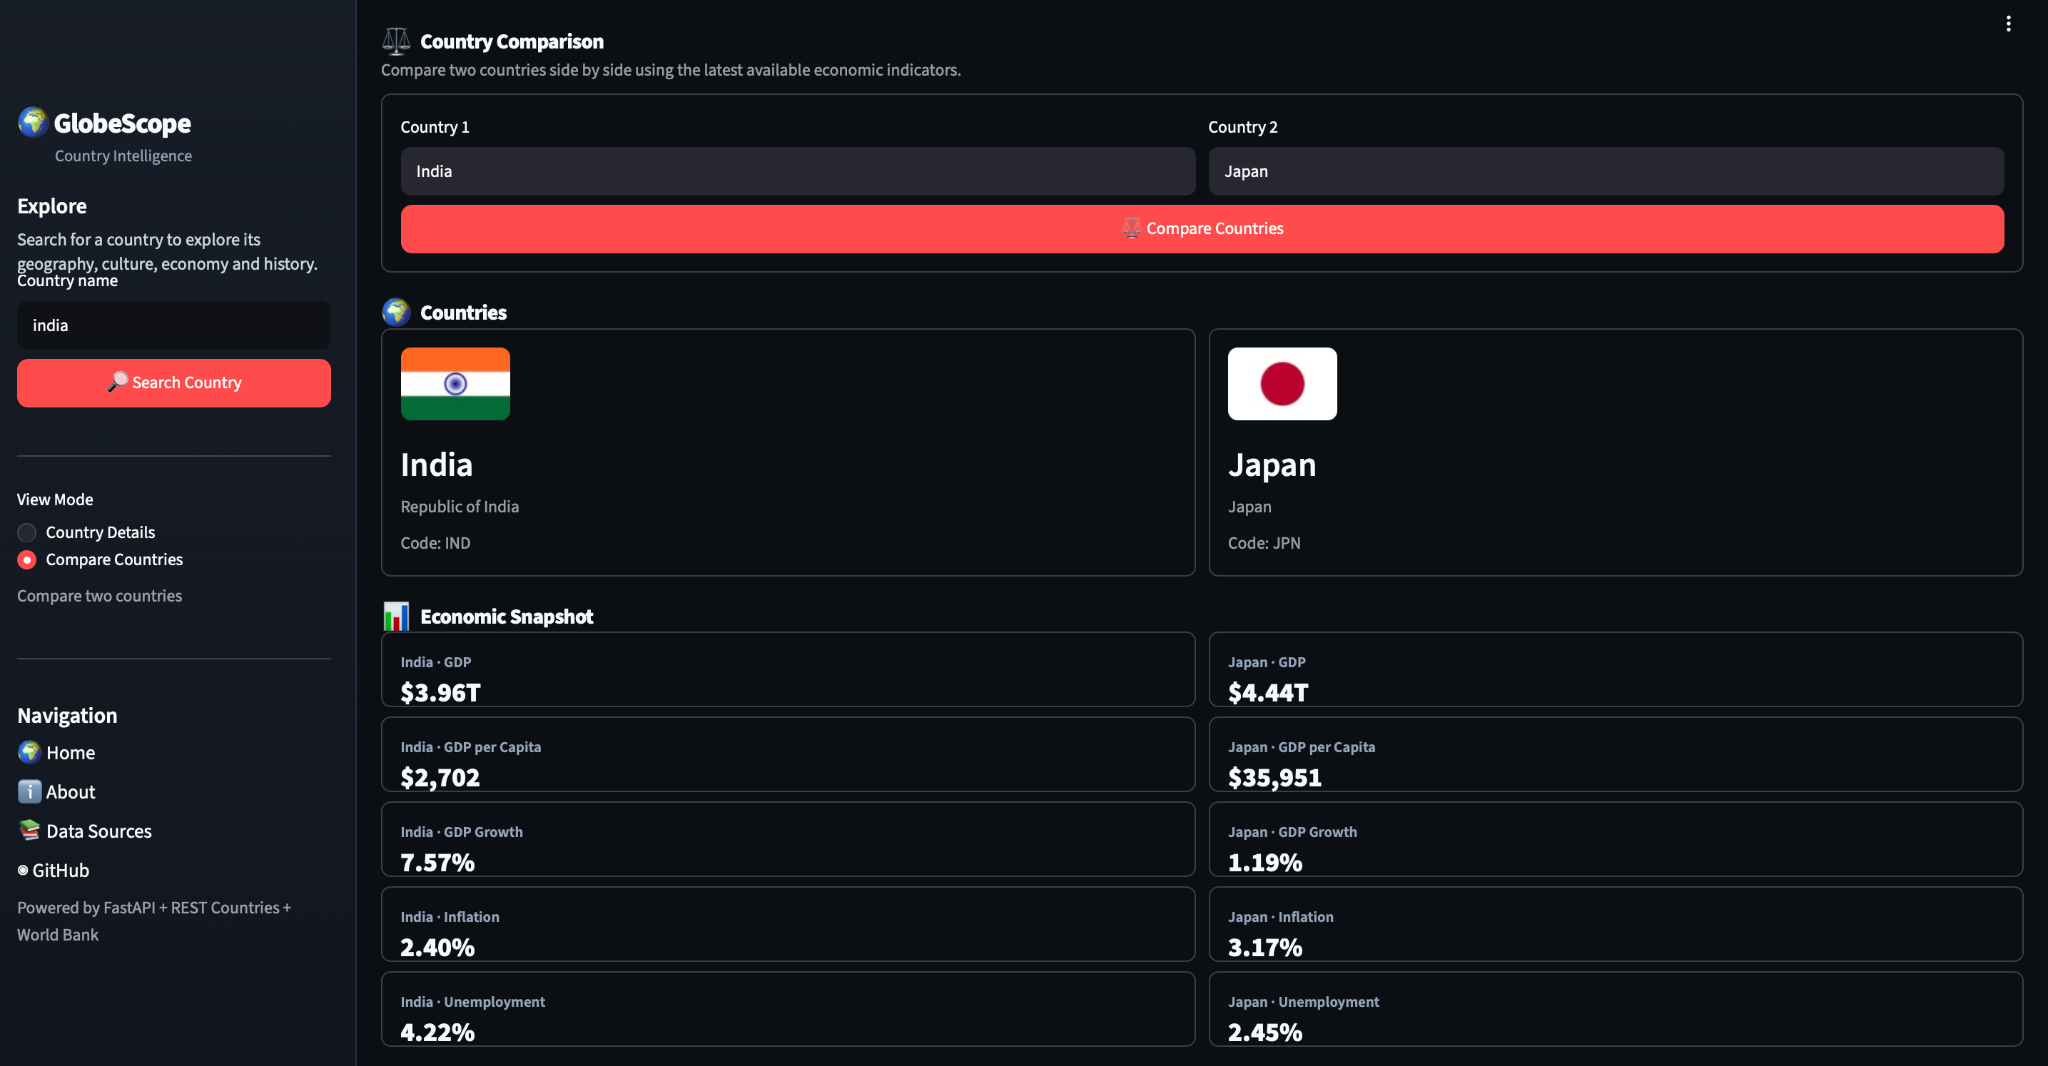 GlobeScope
Country Intelligence
Explore
Search for a country to explore its
geography, culture, economy and history.
Country name
india
Search Country
View Mode
Country Details
Compare Countries
Compare two countries
Navigation
Home
About
Data Sources
GitHub
Powered by FastAPI + REST Countries +
World Bank
Country Comparison
Compare two countries side by side using the latest available economic indicators.
Country 1
Country 2
India
Japan
Compare Countries
Countries
India
Republic of India
Code: IND
Japan
Japan
Code: JPN
Economic Snapshot
India · GDP
$3.96T
Japan · GDP
$4.44T
India · GDP per Capita
$2,702
Japan · GDP per Capita
$35,951
India · GDP Growth
7.57%
Japan · GDP Growth
1.19%
India · Inflation
2.40%
Japan · Inflation
3.17%
India · Unemployment
4.22%
Japan · Unemployment
2.45%